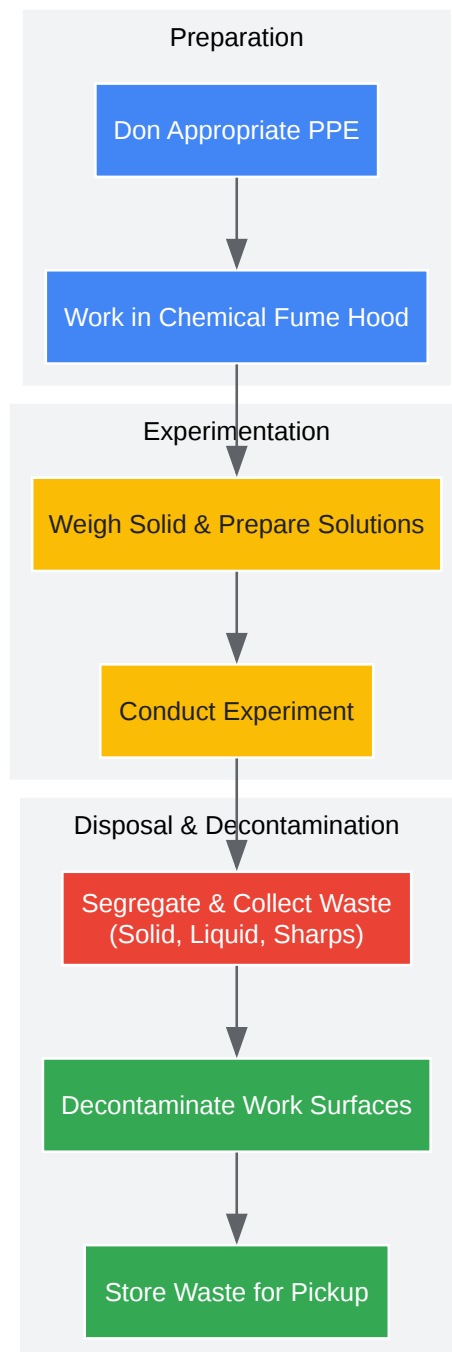 Preparation
Don Appropriate PPE
Work in Chemical Fume Hood
Experimentation
Weigh Solid & Prepare Solutions
Conduct Experiment
Disposal & Decontamination
Segregate & Collect Waste
(Solid, Liquid, Sharps)
Decontaminate Work Surfaces
Store Waste for Pickup